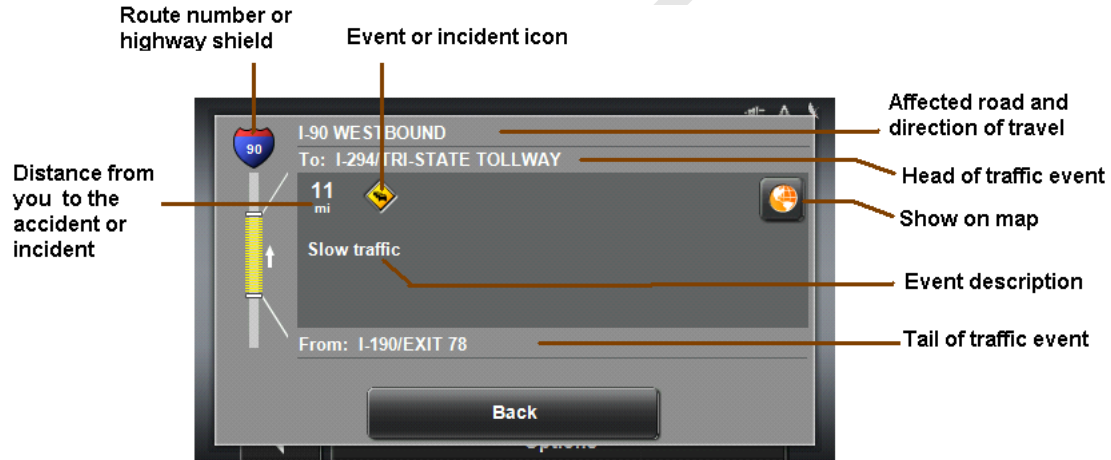 Route number or
highway shield
Event or incident icon
Affected road and
direction of travel
I-90 WESTBOUND
90
To: I-294/TRI-STATE TOLLWAY
Head of traffic event
Distance from
you to the
accident or
incident
11
mi
Show on map
Slow traffic
Event description
From: I-190/EXIT 78
Tail of traffic event
Back
Options